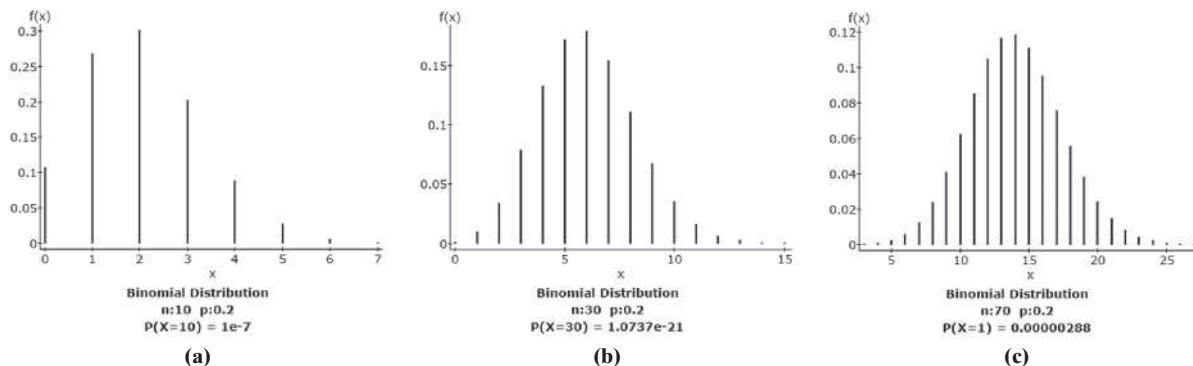 f(x)
0.3
0.25
0.2
0.15
0.1
0.05
0
0 1 2 3 4 5 6 7
x
Binomial Distribution
n:10 p:0.2
P(X=10) = 1e-7
(a)
f(x)
0.15
0.1
0.05
0
0 5 10 15
x
Binomial Distribution
n:30 p:0.2
P(X=30) = 1.0737e-21
(b)
f(x)
0.12
0.1
0.08
0.06
0.04
0.02
0
5 10 15 20 25
x
Binomial Distribution
n:70 p:0.2
P(X=1) = 0.00000288
(c)